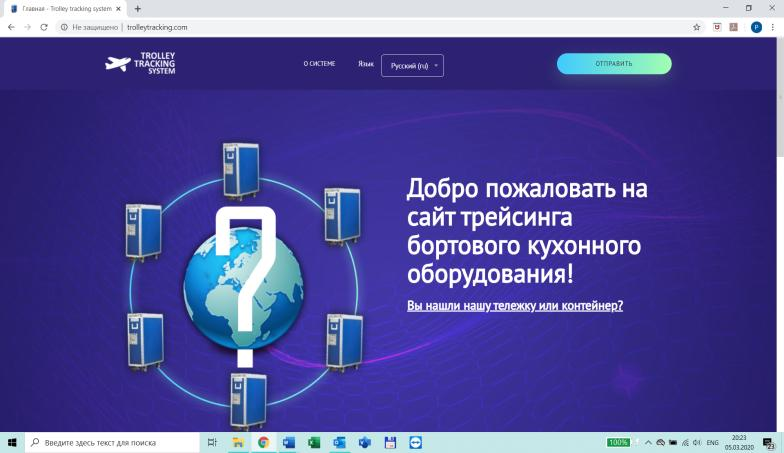 Главная - Trolley tracking system
Не защищено | trolleytracking.com
TROLLEY
TRACKING
SYSTEM
О СИСТЕМЕ
Язык
Русский (ru)
ОТПРАВИТЬ
Добро пожаловать на
сайт трейсинга
бортового кухонного
оборудования!
Вы нашли нашу тележку или контейнер?
Введите здесь текст для поиска
100%
ENG
20:23
05.03.2020
23